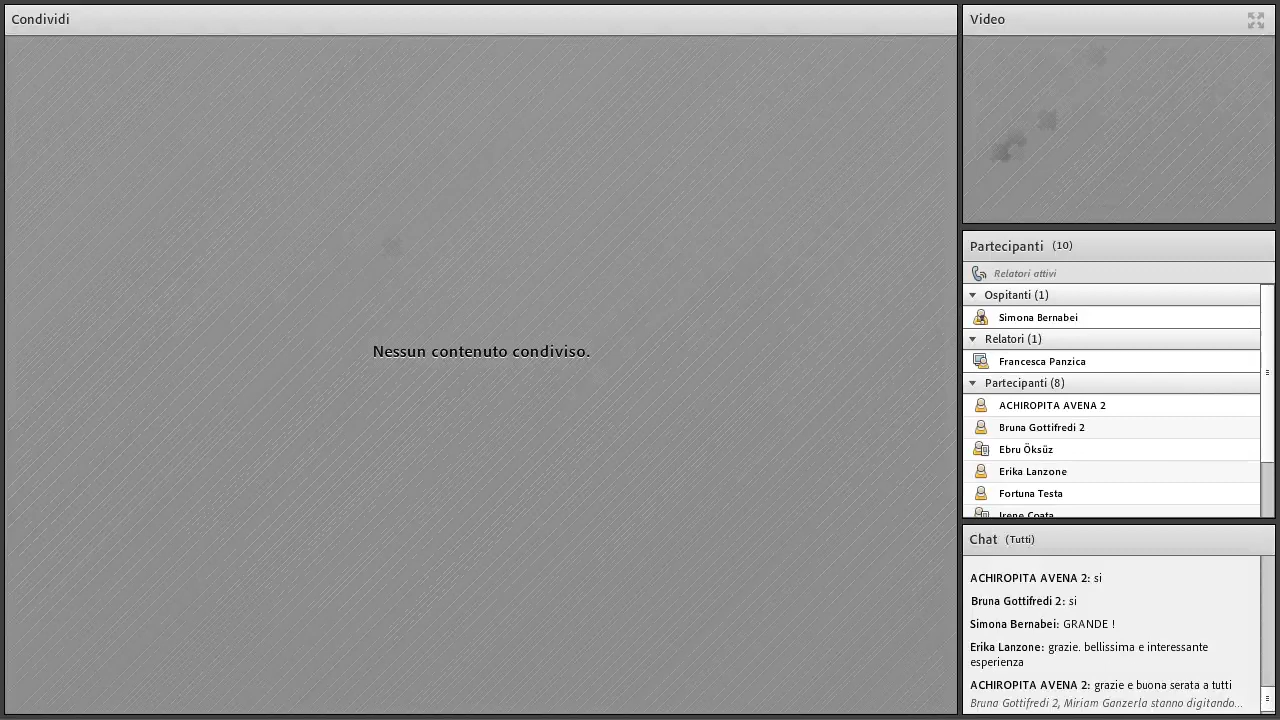 Condividi
Video
Nessun contenuto condiviso.
Partecipanti (10)
Relatori attivi
Ospitanti (1)
Simona Bernabei
Relatori (1)
Francesca Panzica
Partecipanti (8)
ACHIROPITA AVENA 2
Bruna Gottifredi 2
Ebru Öksüz
Erika Lanzone
Fortuna Testa
Irene Coata
Chat (Tutti)
ACHIROPITA AVENA 2: si
Bruna Gottifredi 2: si
Simona Bernabei: GRANDE !
Erika Lanzone: grazie. bellissima e interessante
esperienza
ACHIROPITA AVENA 2: grazie e buona serata a tutti
Bruna Gottifredi 2, Miriam Ganzerla stanno digitando...